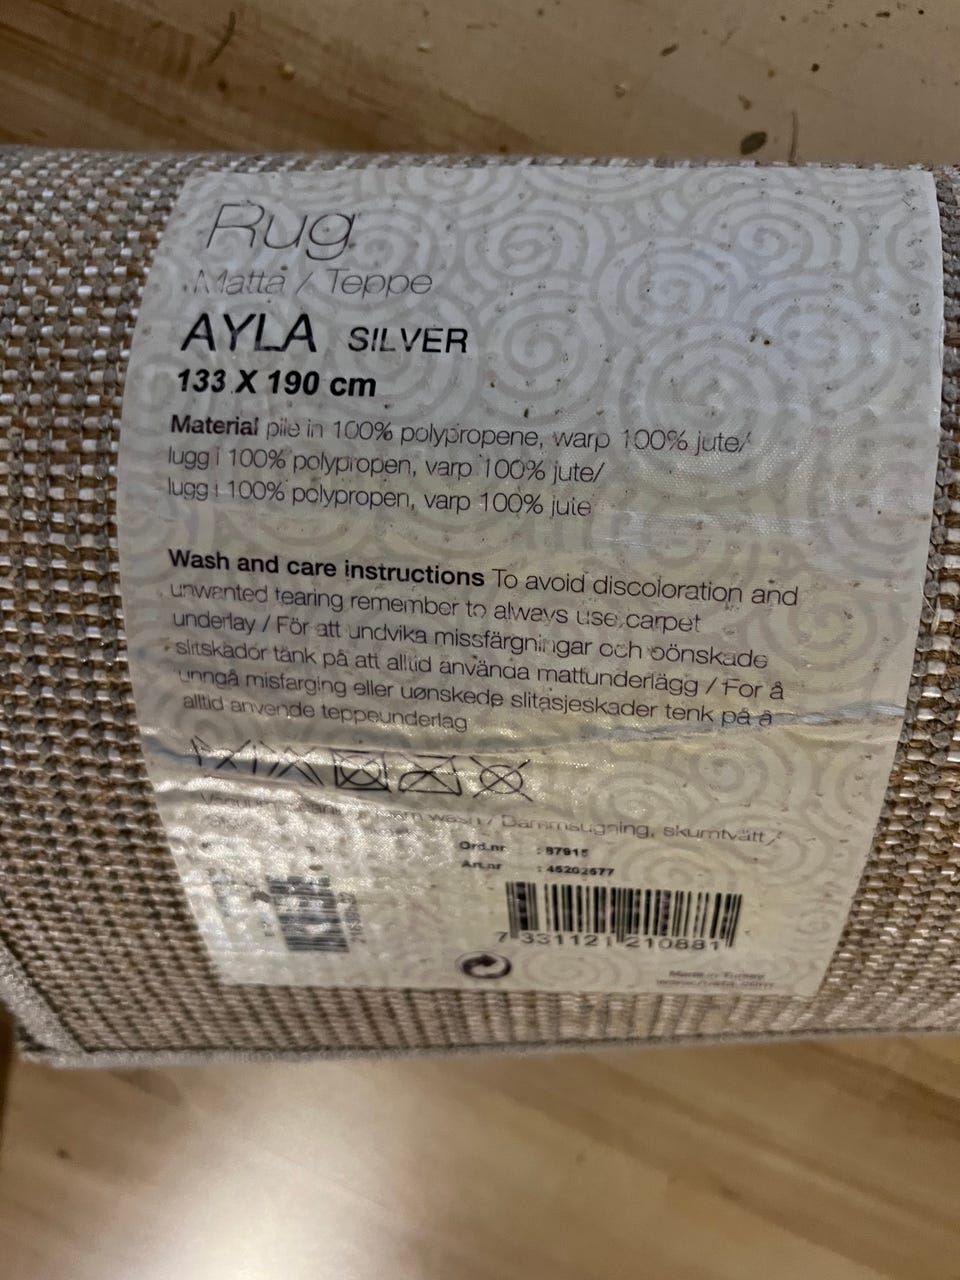 Rug
Matta / Teppe
AYLA SILVER
133 X 190 cm
Material pile in 100% polypropene, warp 100% jute/
lugg i 100% polypropen, varp 100% jute/
lugg i 100% polypropen, varp 100% jute
Wash and care instructions To avoid discoloration and
unwanted tearing remember to always use carpet
underlay / För att undvika missfärgningar och oönskade
slitskador tänk på att alltid använda mattunderlägg / For å
unngå misfarging eller uønskede slitasjeskader tenk på å
alltid anvende teppeunderlag
wash / Dammsugning, skumtvätt /
Ord.nr : 87915
Art.nr : 45202677
7 331121 210881